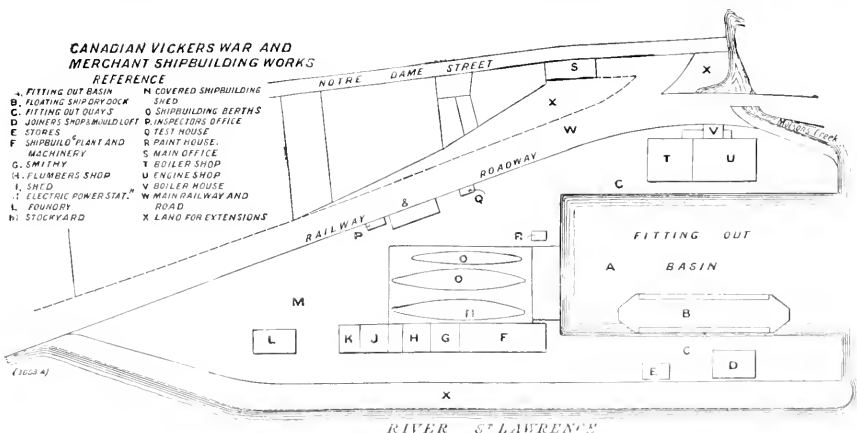 CANADIAN VICKERS WAR AND
MERCHANT SHIPBUILDING WORKS
REFERENCE
A. FITTING OUT BASIN
B. FLOATING SHIP DRY DOCK
C. FITTING OUT QUAYS
D JOINERS SHOP & MOULD LOFT
E STORES
F SHIPBUILDG PLANT AND
MACHINERY
G. SMITHY
H. PLUMBERS SHOP
I. SHED
ELECTRIC POWER STAT.N
L FOUNDRY
M STOCKYARD
N COVERED SHIPBUILDING
SHED
O SHIPBUILDING BERTHS
P. INSPECTORS OFFICE
Q TEST HOUSE
R PAINT HOUSE.
S MAIN OFFICE
T BOILER SHOP
U ENGINE SHOP
V BOILER HOUSE
W MAIN RAILWAY AND
ROAD
X LAND FOR EXTENSIONS
NOTRE DAME STREET
S
X
X
W
Molsons Creek
V
T U
RAILWAY ROADWAY
C
Q
&
P
R
FITTING OUT
A BASIN
O
O
M
B
L
K J H G F
C
E D
X
(3653 A)
RIVER ST LAWRENCE